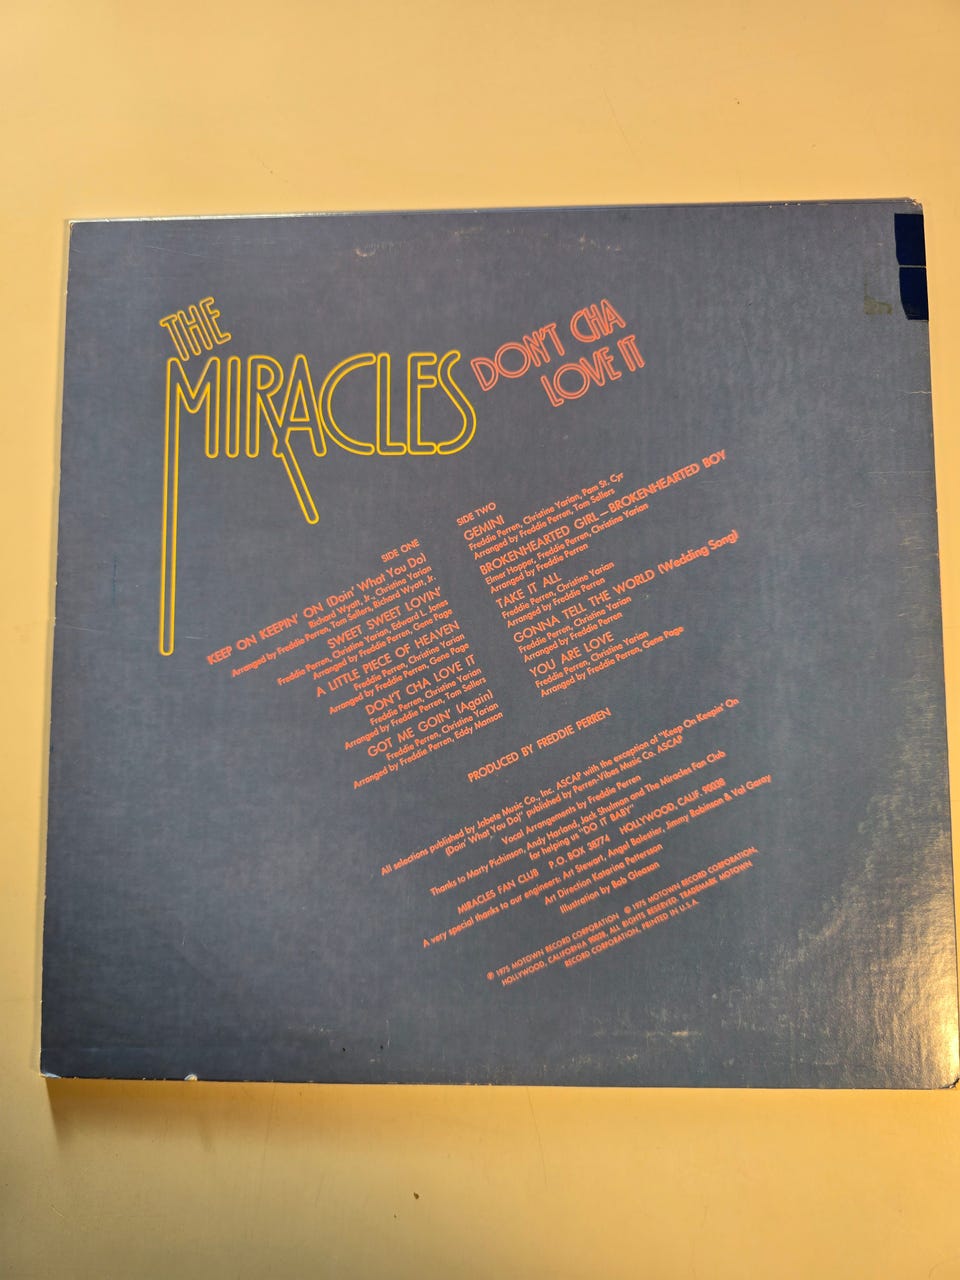 THE
MIRACLES
DON'T CHA
LOVE IT
SIDE ONE
KEEP ON KEEPIN' ON (Doin' What You Do)
Richard Wyatt, Jr., Christine Yarian
Arranged by Freddie Perren, Tom Sellers, Richard Wyatt, Jr.
SWEET SWEET LOVIN'
Freddie Perren, Christine Yarian, Edward L. Jones
Arranged by Freddie Perren, Gene Page
A LITTLE PIECE OF HEAVEN
Freddie Perren, Christine Yarian
Arranged by Freddie Perren, Gene Page
DON'T CHA LOVE IT
Freddie Perren, Christine Yarian
Arranged by Freddie Perren, Tom Sellers
GOT ME GOIN' (Again)
Freddie Perren, Christine Yarian
Arranged by Freddie Perren, Eddy Manson
SIDE TWO
GEMINI
Freddie Perren, Christine Yarian, Pam St. Cyr
Arranged by Freddie Perren, Tom Sellers
BROKENHEARTED GIRL—BROKENHEARTED BOY
Elmer Hopper, Freddie Perren, Christine Yarian
Arranged by Freddie Perren
TAKE IT ALL
Freddie Perren, Christine Yarian
Arranged by Freddie Perren
GONNA TELL THE WORLD (Wedding Song)
Freddie Perren, Christine Yarian
Arranged by Freddie Perren
YOU ARE LOVE
Freddie Perren, Christine Yarian
Arranged by Freddie Perren, Gene Page
PRODUCED BY FREDDIE PERREN
All selections published by Jobete Music Co., Inc. ASCAP with the exception of "Keep On Keepin' On
(Doin' What You Do)" published by Perren-Vibes Music Co. ASCAP
Vocal Arrangements by Freddie Perren
Thanks to Marty Pichinson, Andy Harland, Jack Shulman and The Miracles Fan Club
for helping us "DO IT BABY"
MIRACLES FAN CLUB P.O. BOX 38774 HOLLYWOOD, CALIF. 90038
A very special thanks to our engineers: Art Stewart, Angel Balestier, Jimmy Robinson & Val Garay
Art Direction Katarina Pettersson
Illustration by Bob Gleason
℗ 1975 MOTOWN RECORD CORPORATION © 1975 MOTOWN RECORD CORPORATION,
HOLLYWOOD, CALIFORNIA 90028, ALL RIGHTS RESERVED. TRADEMARK MOTOWN
RECORD CORPORATION, PRINTED IN U.S.A.